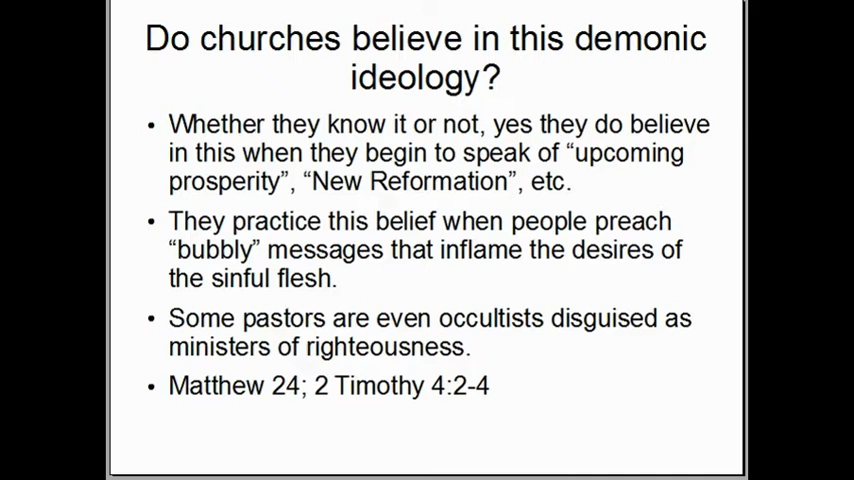 Do churches believe in this demonic
ideology?
• Whether they know it or not, yes they do believe
in this when they begin to speak of “upcoming
prosperity”, “New Reformation”, etc.
• They practice this belief when people preach
“bubbly” messages that inflame the desires of
the sinful flesh.
• Some pastors are even occultists disguised as
ministers of righteousness.
• Matthew 24; 2 Timothy 4:2-4